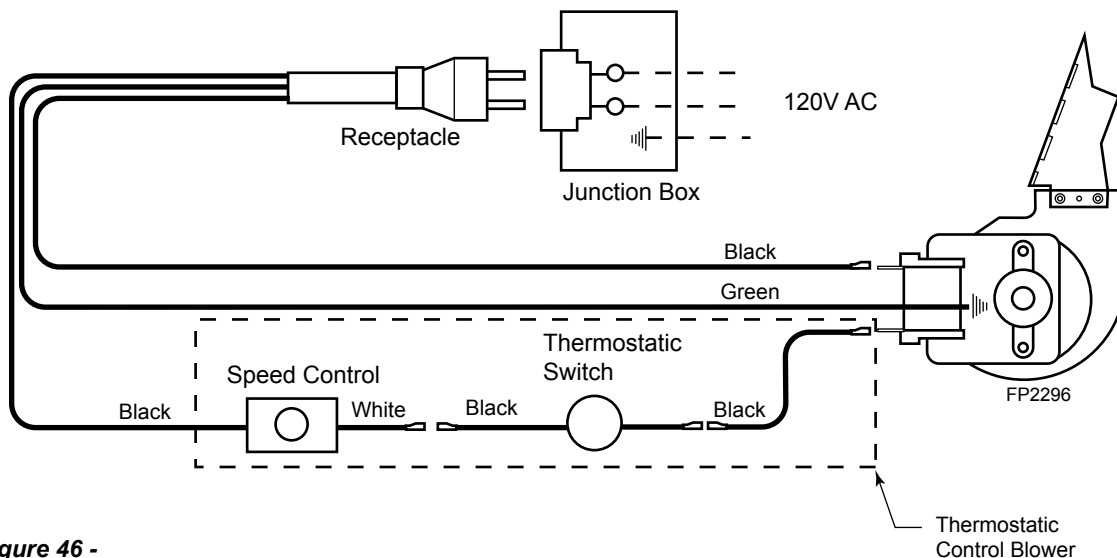 120V AC
Receptacle
Junction Box
Black
Green
Thermostatic
Switch
Speed Control
Black
White
Black
Black
FP2296
Thermostatic
Control Blower
gure 46 -